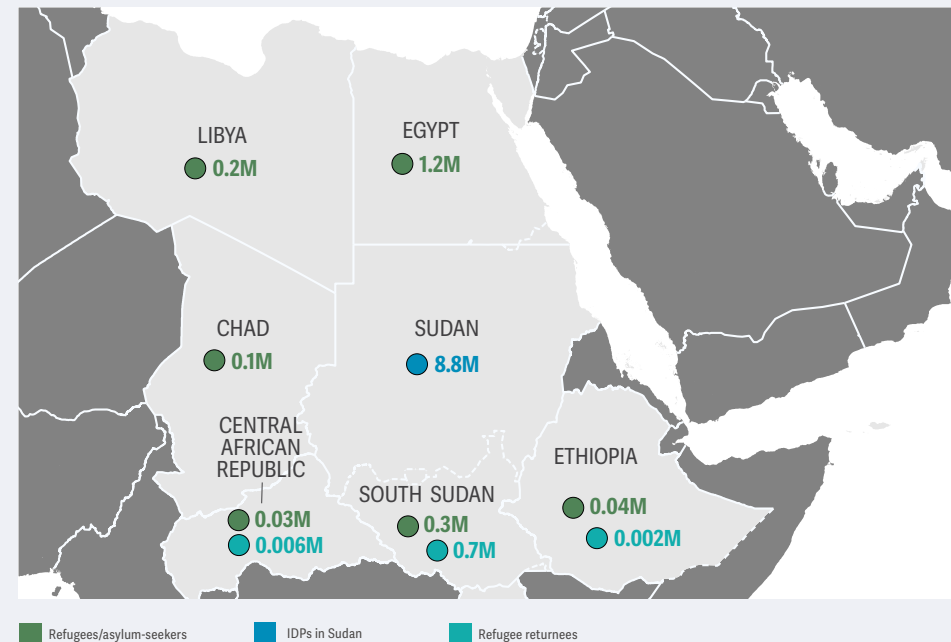 LIBYA
0.2M
EGYPT
1.2M
CHAD
0.1M
SUDAN
8.8M
CENTRAL
AFRICAN
REPUBLIC
0.03M
0.006M
SOUTH SUDAN
0.3M
0.7M
ETHIOPIA
0.04M
0.002M
Refugees/asylum-seekers
IDPs in Sudan
Refugee returnees